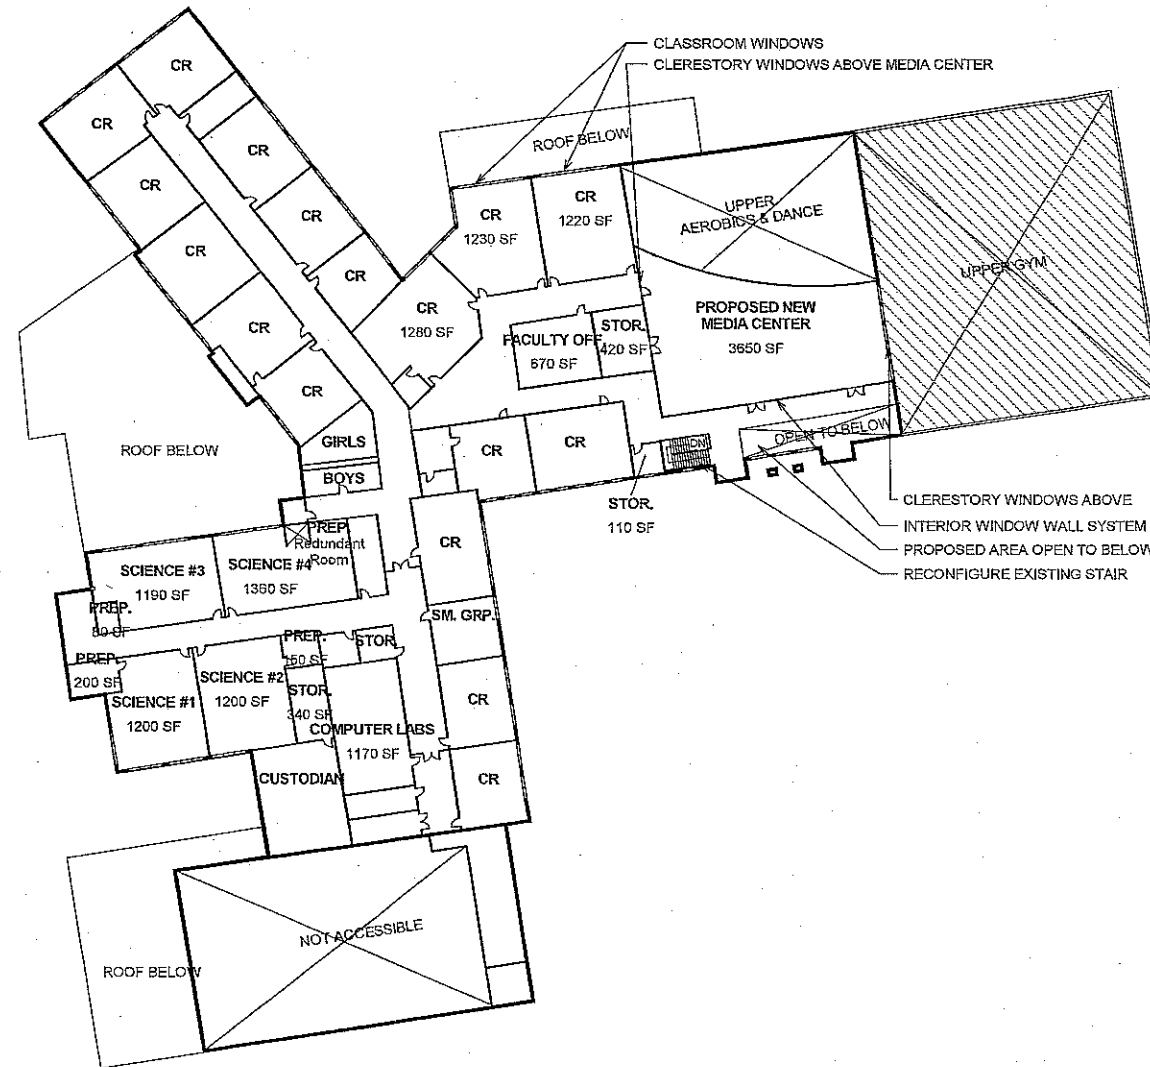 CLASSROOM WINDOWS
CLERESTORY WINDOWS ABOVE MEDIA CENTER
CR
CR
CR
CR
CR
CR
CR
CR
CR
CR
ROOF BELOW
CR
1230 SF
CR
1220 SF
UPPER
AEROBICS & DANCE
UPPER GYM
CR
1280 SF
FACULTY OFF
670 SF
STOR.
420 SF
PROPOSED NEW
MEDIA CENTER
3650 SF
GIRLS
BOYS
ROOF BELOW
CR
CR
DN
OPEN TO BELOW
STOR.
110 SF
CLERESTORY WINDOWS ABOVE
INTERIOR WINDOW WALL SYSTEM
PROPOSED AREA OPEN TO BELOW
RECONFIGURE EXISTING STAIR
PREP
Redundant
Room
CR
SCIENCE #3
1190 SF
SCIENCE #4
1360 SF
PREP.
80 SF
SM. GRP.
PREP.
200 SF
PREP.
150 SF
STOR
SCIENCE #1
1200 SF
SCIENCE #2
1200 SF
STOR.
340 SF
COMPUTER LABS
1170 SF
CR
CUSTODIAN
CR
NOT ACCESSIBLE
ROOF BELOW